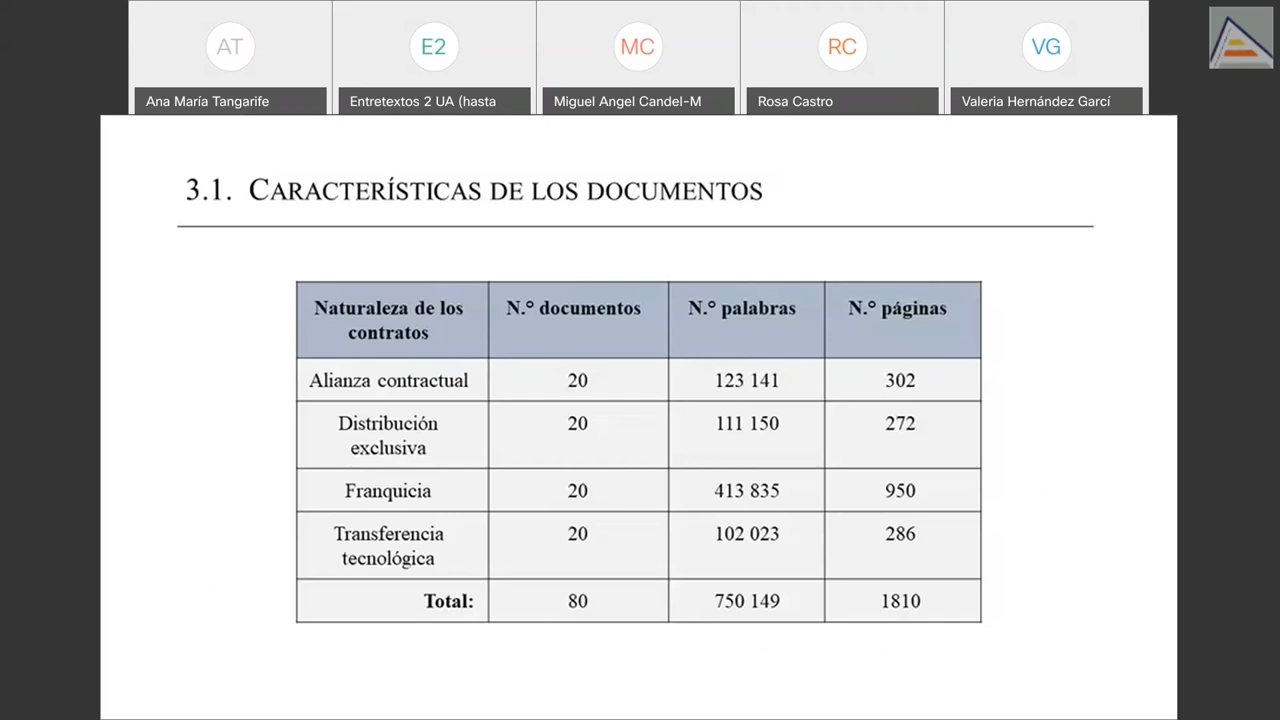 AT
E2
MC
RC
VG
Ana María Tangarife
Entretextos 2 UA (hasta
Miguel Angel Candel-M
Rosa Castro
Valeria Hernández Garcí
3.1. CARACTERÍSTICAS DE LOS DOCUMENTOS
Naturaleza de los
contratos
N.° documentos
N.° palabras
N.° páginas
Alianza contractual
20
123 141
302
Distribución
exclusiva
20
111 150
272
Franquicia
20
413 835
950
Transferencia
tecnológica
20
102 023
286
Total:
80
750 149
1810